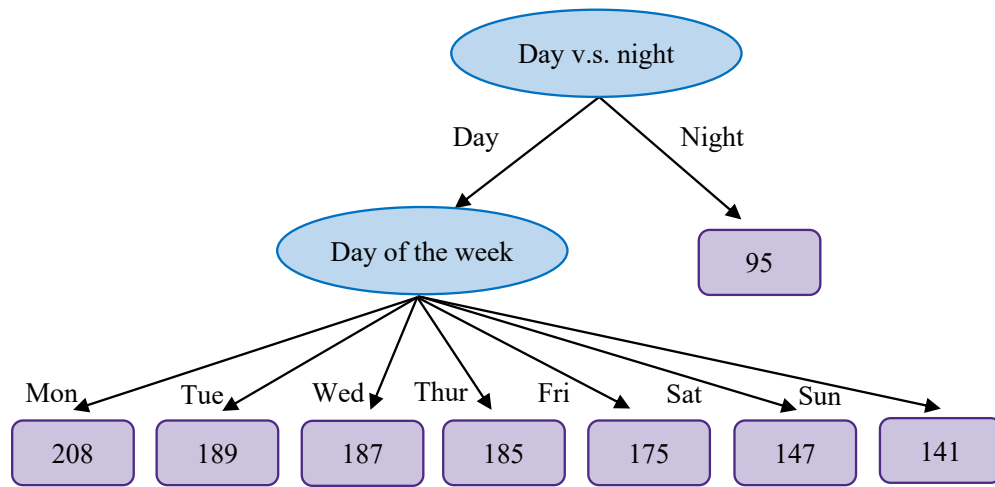 Day v.s. night
Day
Night
Day of the week
95
Mon
Tue
Wed
Thur
Fri
Sat
Sun
208
189
187
185
175
147
141